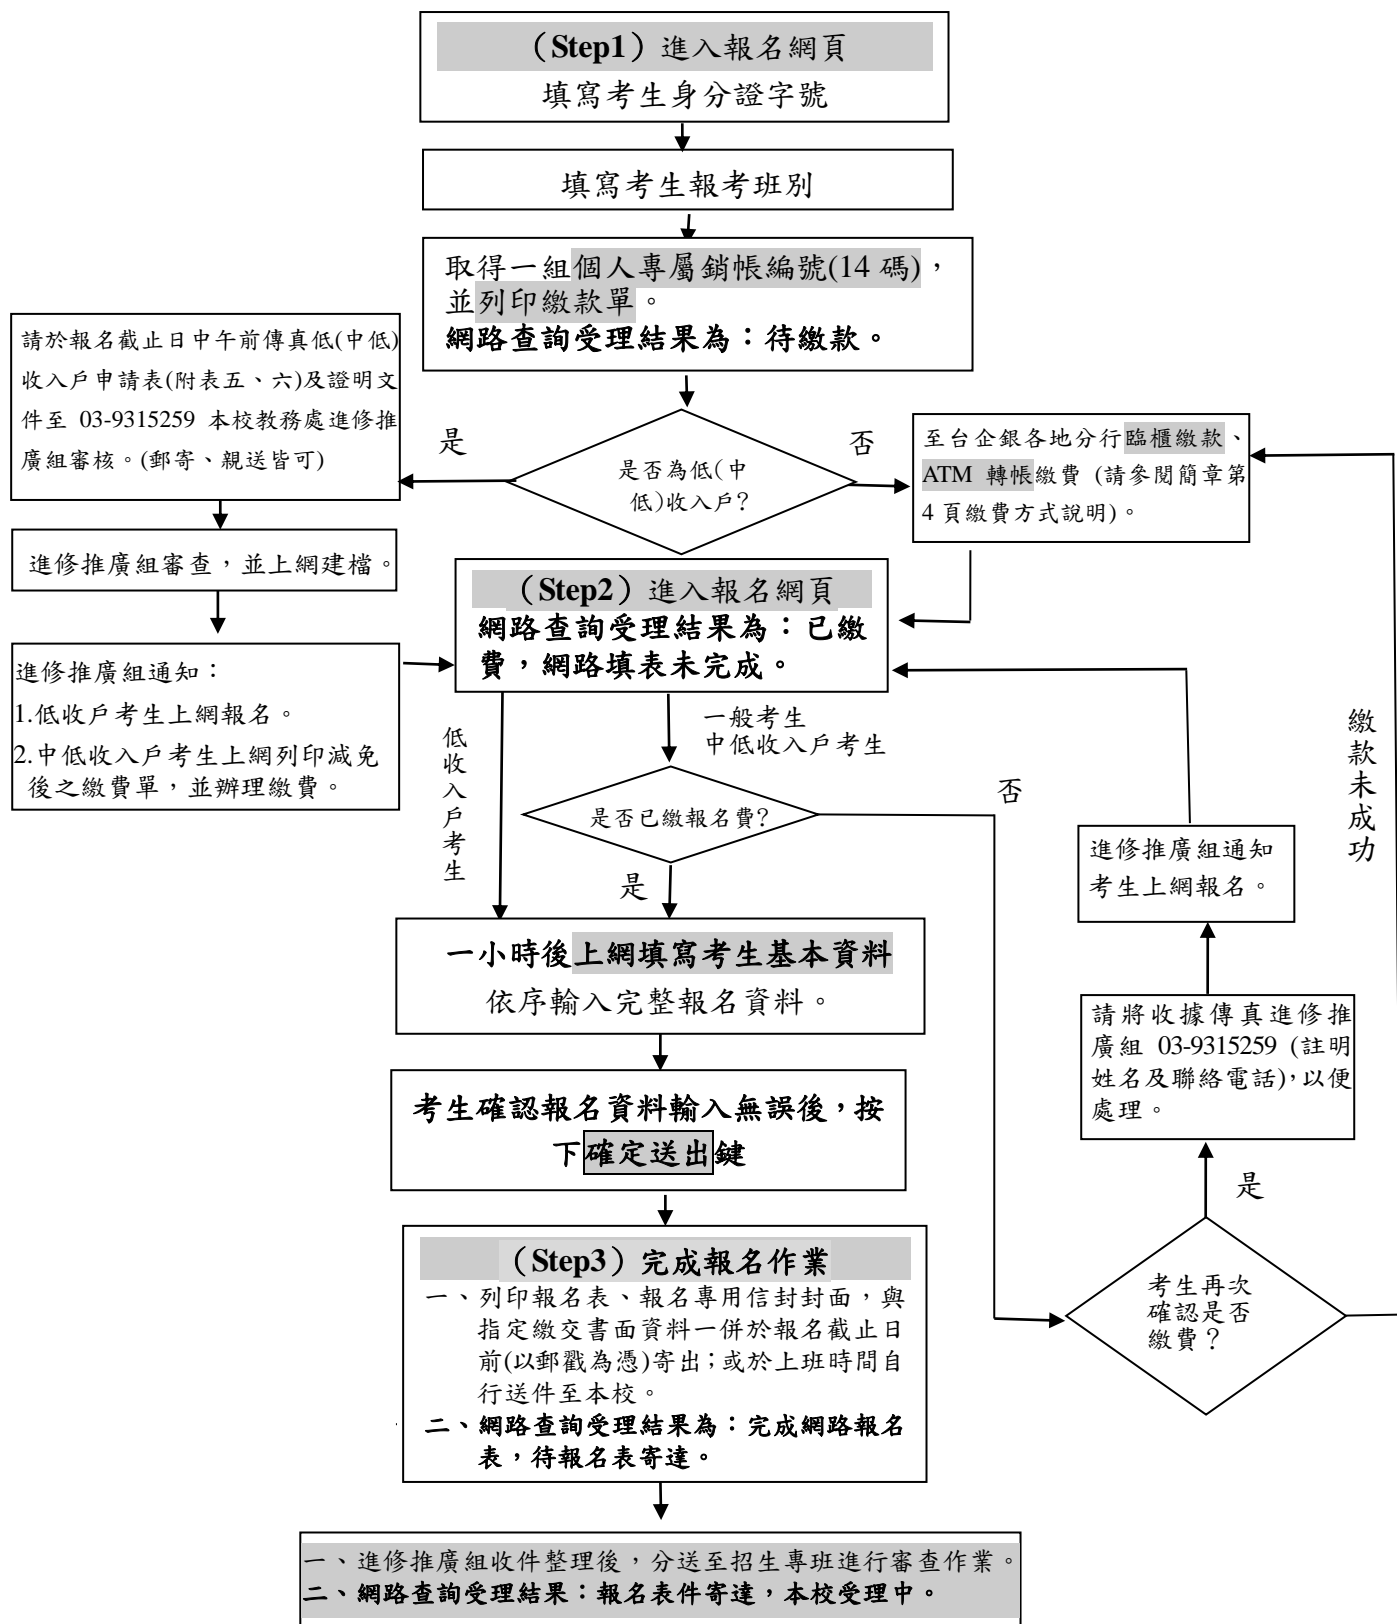 （Step1）進入報名網頁
填寫考生身分證字號
填寫考生報考班別
取得一組個人專屬銷帳編號(14 碼)，
並列印繳款單。
網路查詢受理結果為：待繳款。
請於報名截止日中午前傳真低(中低)
收入戶申請表(附表五、六)及證明文
件至 03-9315259 本校教務處進修推
廣組審核。(郵寄、親送皆可)
是
是否為低(中
低)收入戶?
否
至台企銀各地分行臨櫃繳款、
ATM 轉帳繳費 (請參閱簡章第
4 頁繳費方式說明)。
進修推廣組審查，並上網建檔。
進修推廣組通知：
1.低收戶考生上網報名。
2.中低收入戶考生上網列印減免
後之繳費單，並辦理繳費。
（Step2）進入報名網頁
網路查詢受理結果為：已繳
費，網路填表未完成。
低收入戶考生
一般考生
中低收入戶考生
是否已繳報名費?
否
是
繳款未成功
進修推廣組通知
考生上網報名。
一小時後上網填寫考生基本資料
依序輸入完整報名資料。
請將收據傳真進修推
廣組 03-9315259 (註明
姓名及聯絡電話)，以便
處理。
考生確認報名資料輸入無誤後，按
下確定送出鍵
是
考生再次
確認是否
繳費？
（Step3）完成報名作業
一、列印報名表、報名專用信封封面，與
指定繳交書面資料一併於報名截止日
前(以郵戳為憑)寄出；或於上班時間自
行送件至本校。
二、網路查詢受理結果為：完成網路報名
表，待報名表寄達。
一、進修推廣組收件整理後，分送至招生專班進行審查作業。
二、網路查詢受理結果：報名表件寄達，本校受理中。